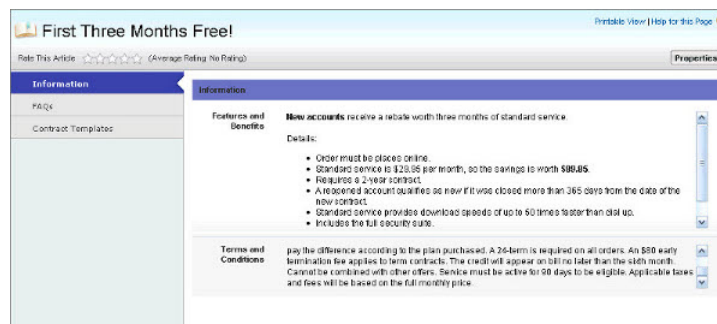 First Three Months Free!
Printable View | Help for this Page
Rate This Article (Average Rating: No Rating)
Properties
Information
FAQs
Contract Templates
Information
Features and
Benefits
New accounts receive a rebate worth three months of standard service.
Details:
• Order must be places online.
• Standard service is $29.95 per month, so the savings is worth $89.85.
• Requires a 2-year contract.
• A reopened account qualifies as new if it was closed more than 365 days from the date of the
new contract.
• Standard service provides download speeds of up to 50 times faster than dial up.
• Includes the full security suite.
Terms and
Conditions
pay the difference according to the plan purchased. A 24-term is required on all orders. An $80 early
termination fee applies to term contracts. The credit will appear on bill no later than the sixth month.
Cannot be combined with other offers. Service must be active for 90 days to be eligible. Applicable taxes
and fees will be based on the full monthly price.